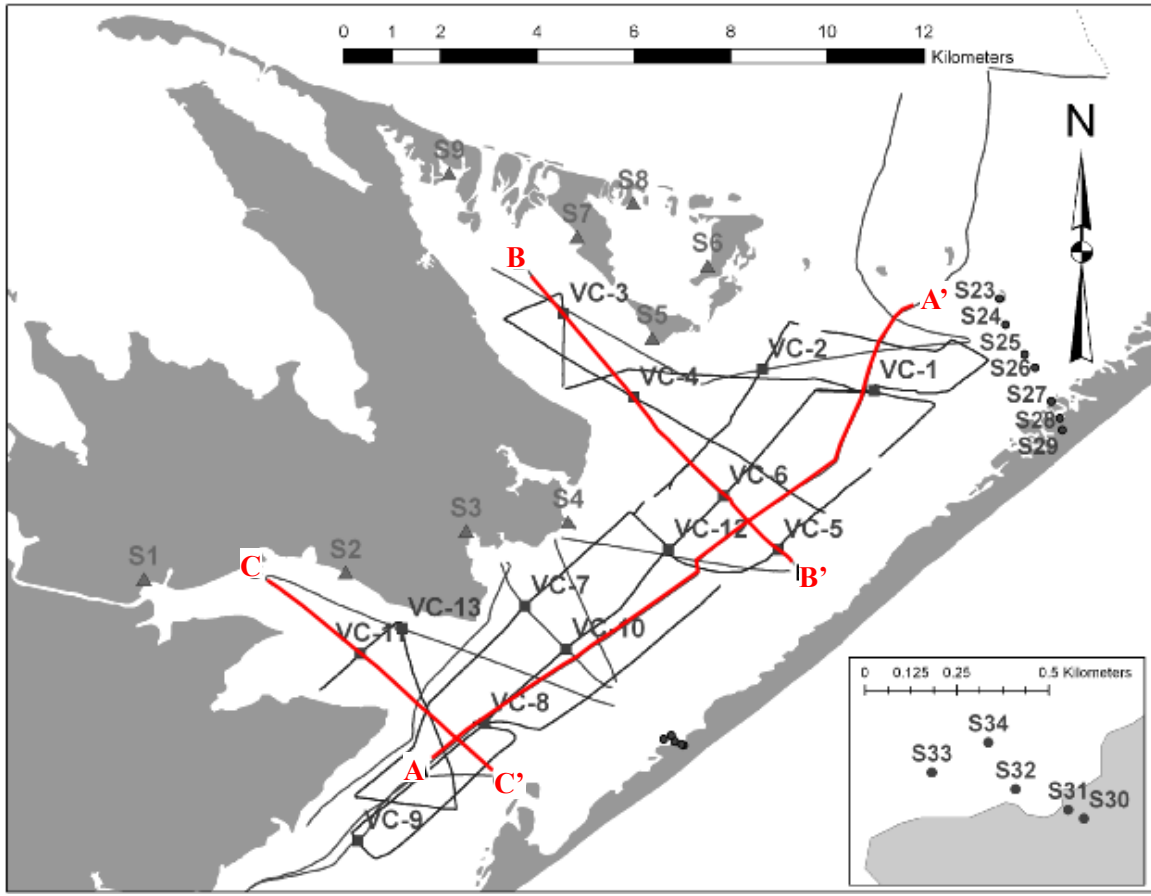 0 1 2 4 6 8 10 12
Kilometers
N
S9
S8
S7
S6
B
A’
S23
VC-3
S24
S5
S25
VC-2
S26
VC-4
VC-1
S27
S28
S29
VC-6
S4
S3
VC-12
VC-5
C
S2
S1
B’
VC-7
VC-13
VC-11
VC-10
VC-8
A
C’
VC-9
0 0.125 0.25 0.5 Kilometers
S34
S33
S32
S31
S30